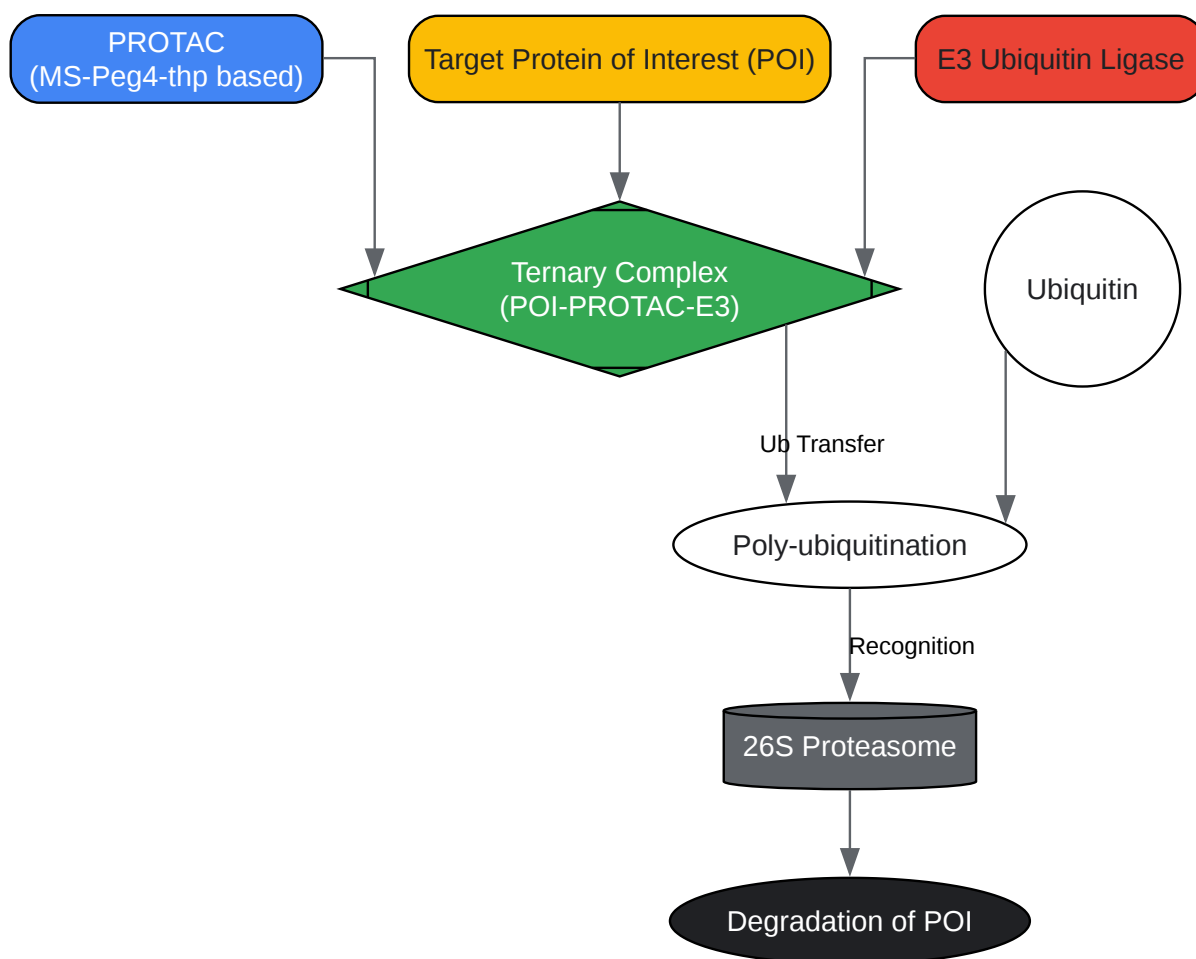 PROTAC
(MS-Peg4-thp based)
Target Protein of Interest (POI)
E3 Ubiquitin Ligase
Ternary Complex
(POI-PROTAC-E3)
Ubiquitin
Ub Transfer
Poly-ubiquitination
Recognition
26S Proteasome
Degradation of POI